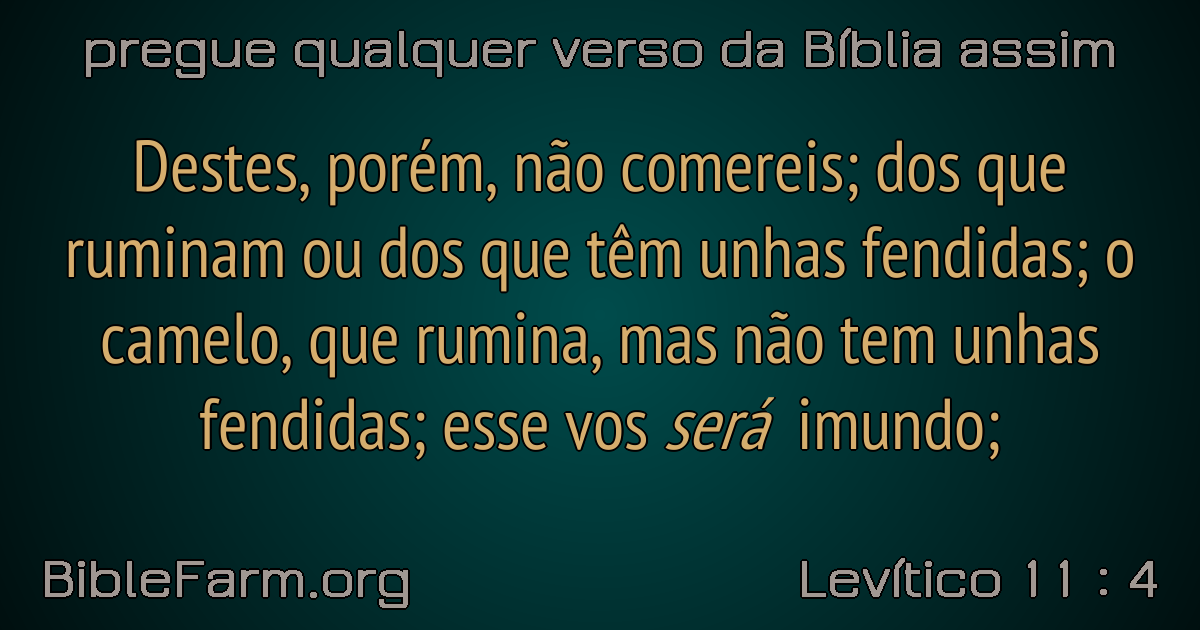 pregue qualquer verso da Bíblia assim
Destes, porém, não comereis; dos que
ruminam ou dos que têm unhas fendidas; o
camelo, que rumina, mas não tem unhas
fendidas; esse vos será imundo;
BibleFarm.org
Levítico 11 : 4